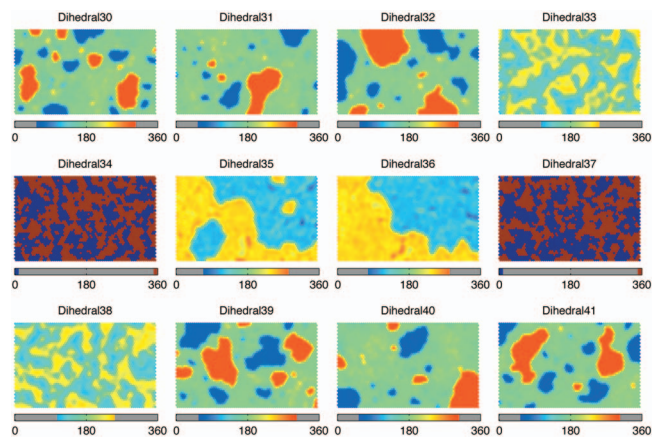 Dihedral30 Dihedral31 Dihedral32 Dihedral33
0 180 360 0 180 360 0 180 360 0 180 360
Dihedral34 Dihedral35 Dihedral36 Dihedral37
0 180 360 0 180 360 0 180 360 0 180 360
Dihedral38 Dihedral39 Dihedral40 Dihedral41
0 180 360 0 180 360 0 180 360 0 180 360